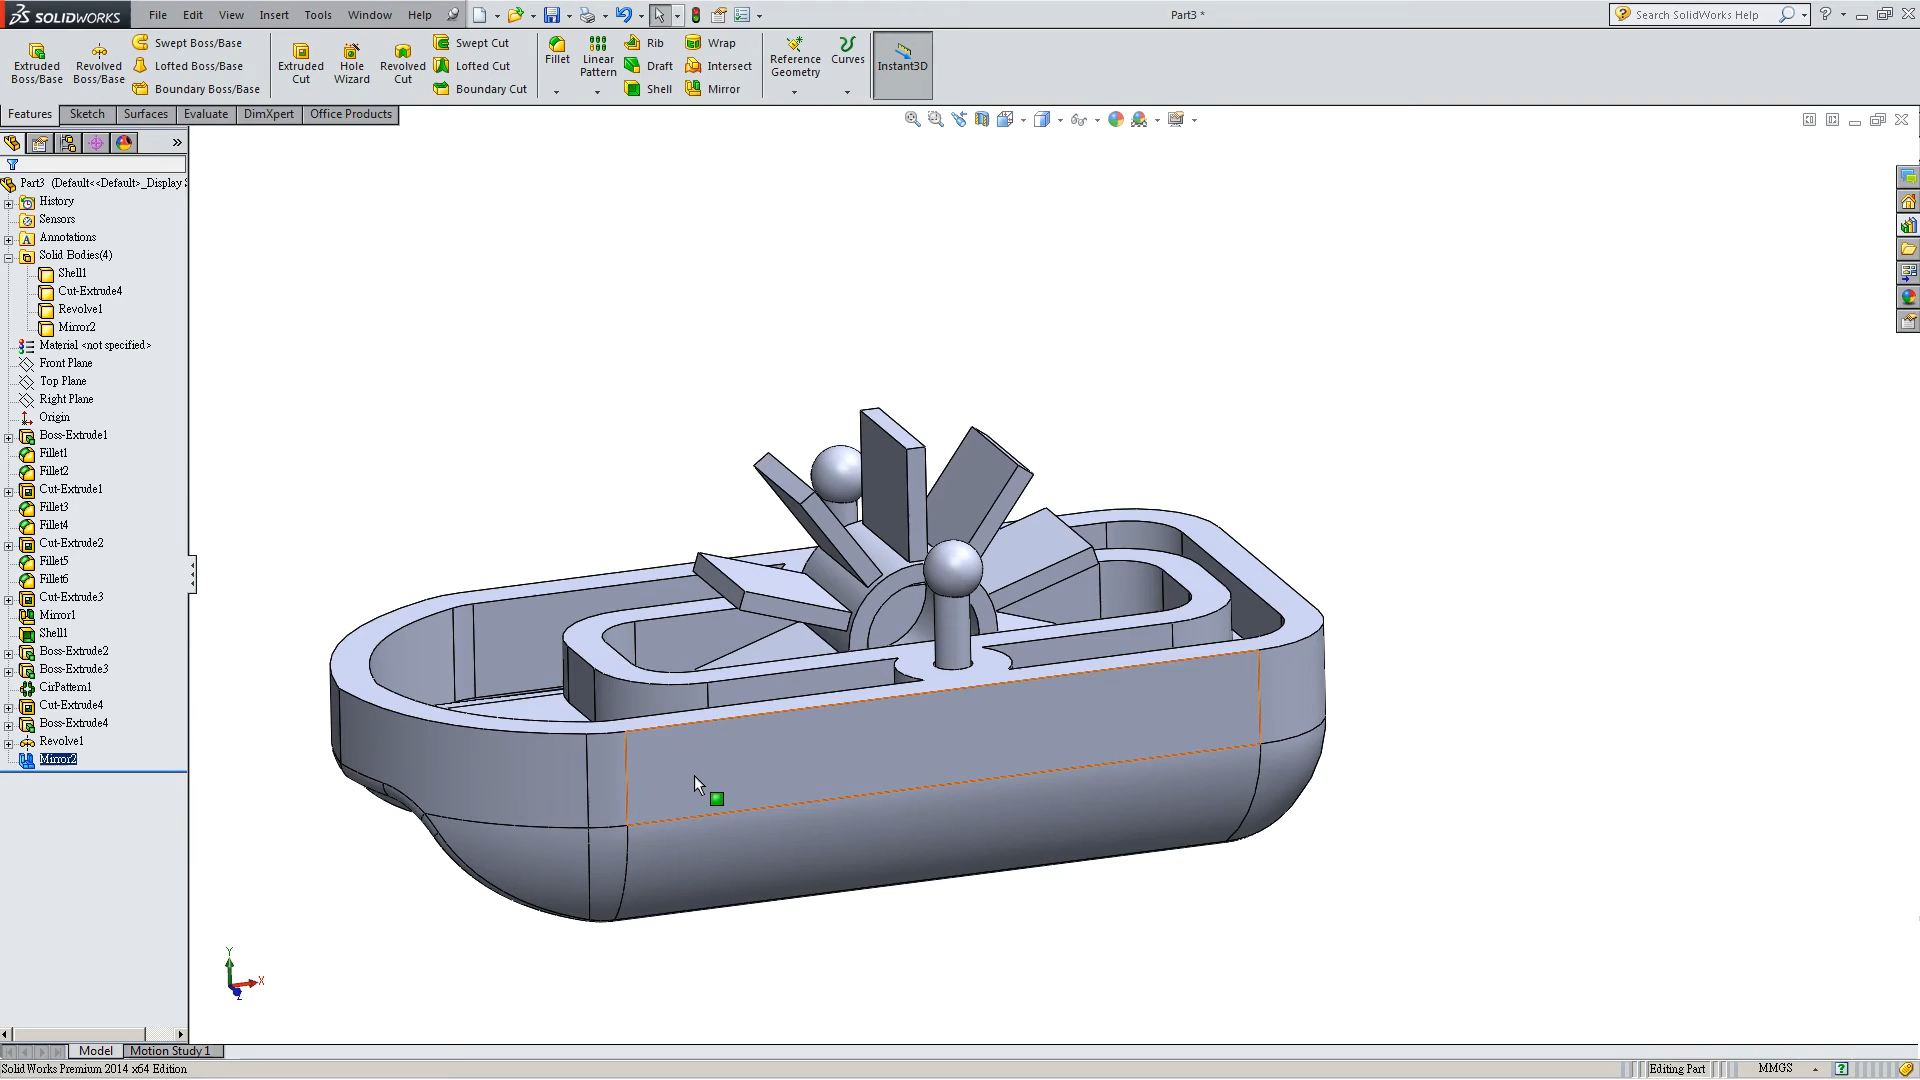 SOLIDWORKS File Edit View Insert Tools Window Help Part3 * Search SolidWorks Help
Extruded Boss/Base
Revolved Boss/Base
Swept Boss/Base
Lofted Boss/Base
Boundary Boss/Base
Extruded Cut
Hole Wizard
Revolved Cut
Swept Cut
Lofted Cut
Boundary Cut
Fillet
Linear Pattern
Rib
Draft
Shell
Wrap
Intersect
Mirror
Reference Geometry
Curves
Instant3D
Features Sketch Surfaces Evaluate DimXpert Office Products
Part3 (Default<<Default>_Display
History
Sensors
Annotations
Solid Bodies(4)
Shell1
Cut-Extrude4
Revolve1
Mirror2
Material <not specified>
Front Plane
Top Plane
Right Plane
Origin
Boss-Extrude1
Fillet1
Fillet2
Cut-Extrude1
Fillet3
Fillet4
Cut-Extrude2
Fillet5
Fillet6
Cut-Extrude3
Mirror1
Shell1
Boss-Extrude2
Boss-Extrude3
CirPattern1
Cut-Extrude4
Boss-Extrude4
Revolve1
Mirror2
Y
X
Z
Model Motion Study 1
SolidWorks Premium 2014 x64 Edition Editing Part MMGS